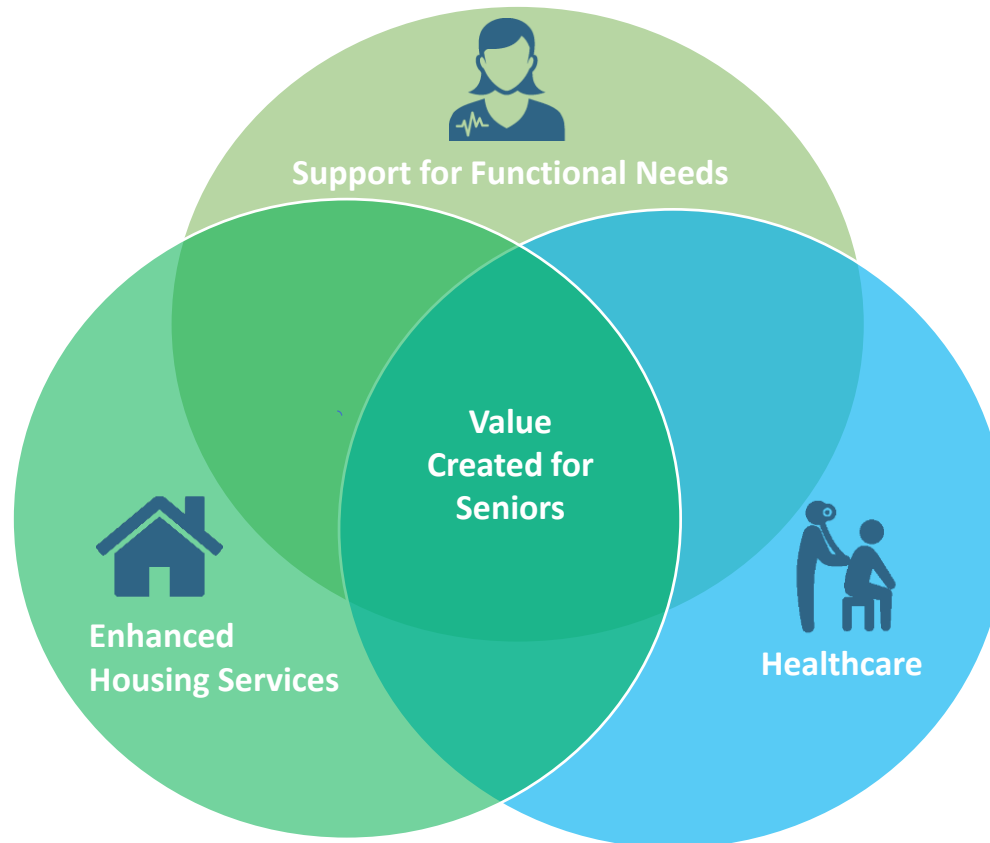 Support for Functional Needs
Value
Created for
Seniors
Enhanced
Housing Services
Healthcare